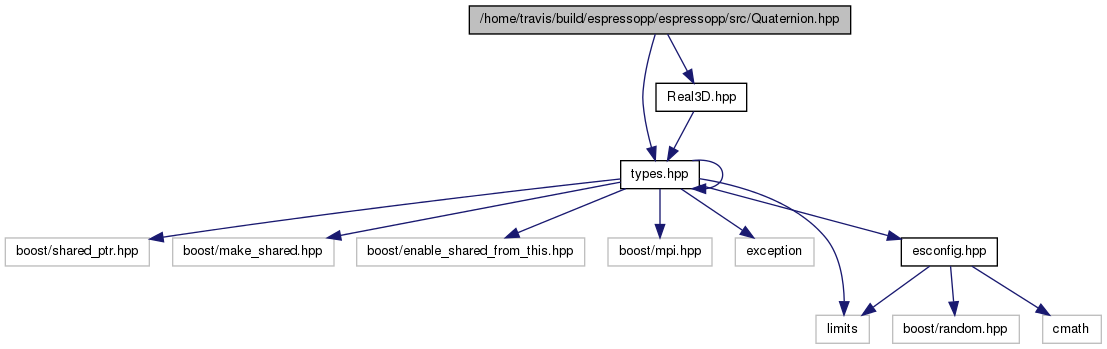 /home/travis/build/espressopp/espressopp/src/Quaternion.hpp
Real3D.hpp
types.hpp
boost/shared_ptr.hpp
boost/make_shared.hpp
boost/enable_shared_from_this.hpp
boost/mpi.hpp
exception
esconfig.hpp
limits
boost/random.hpp
cmath